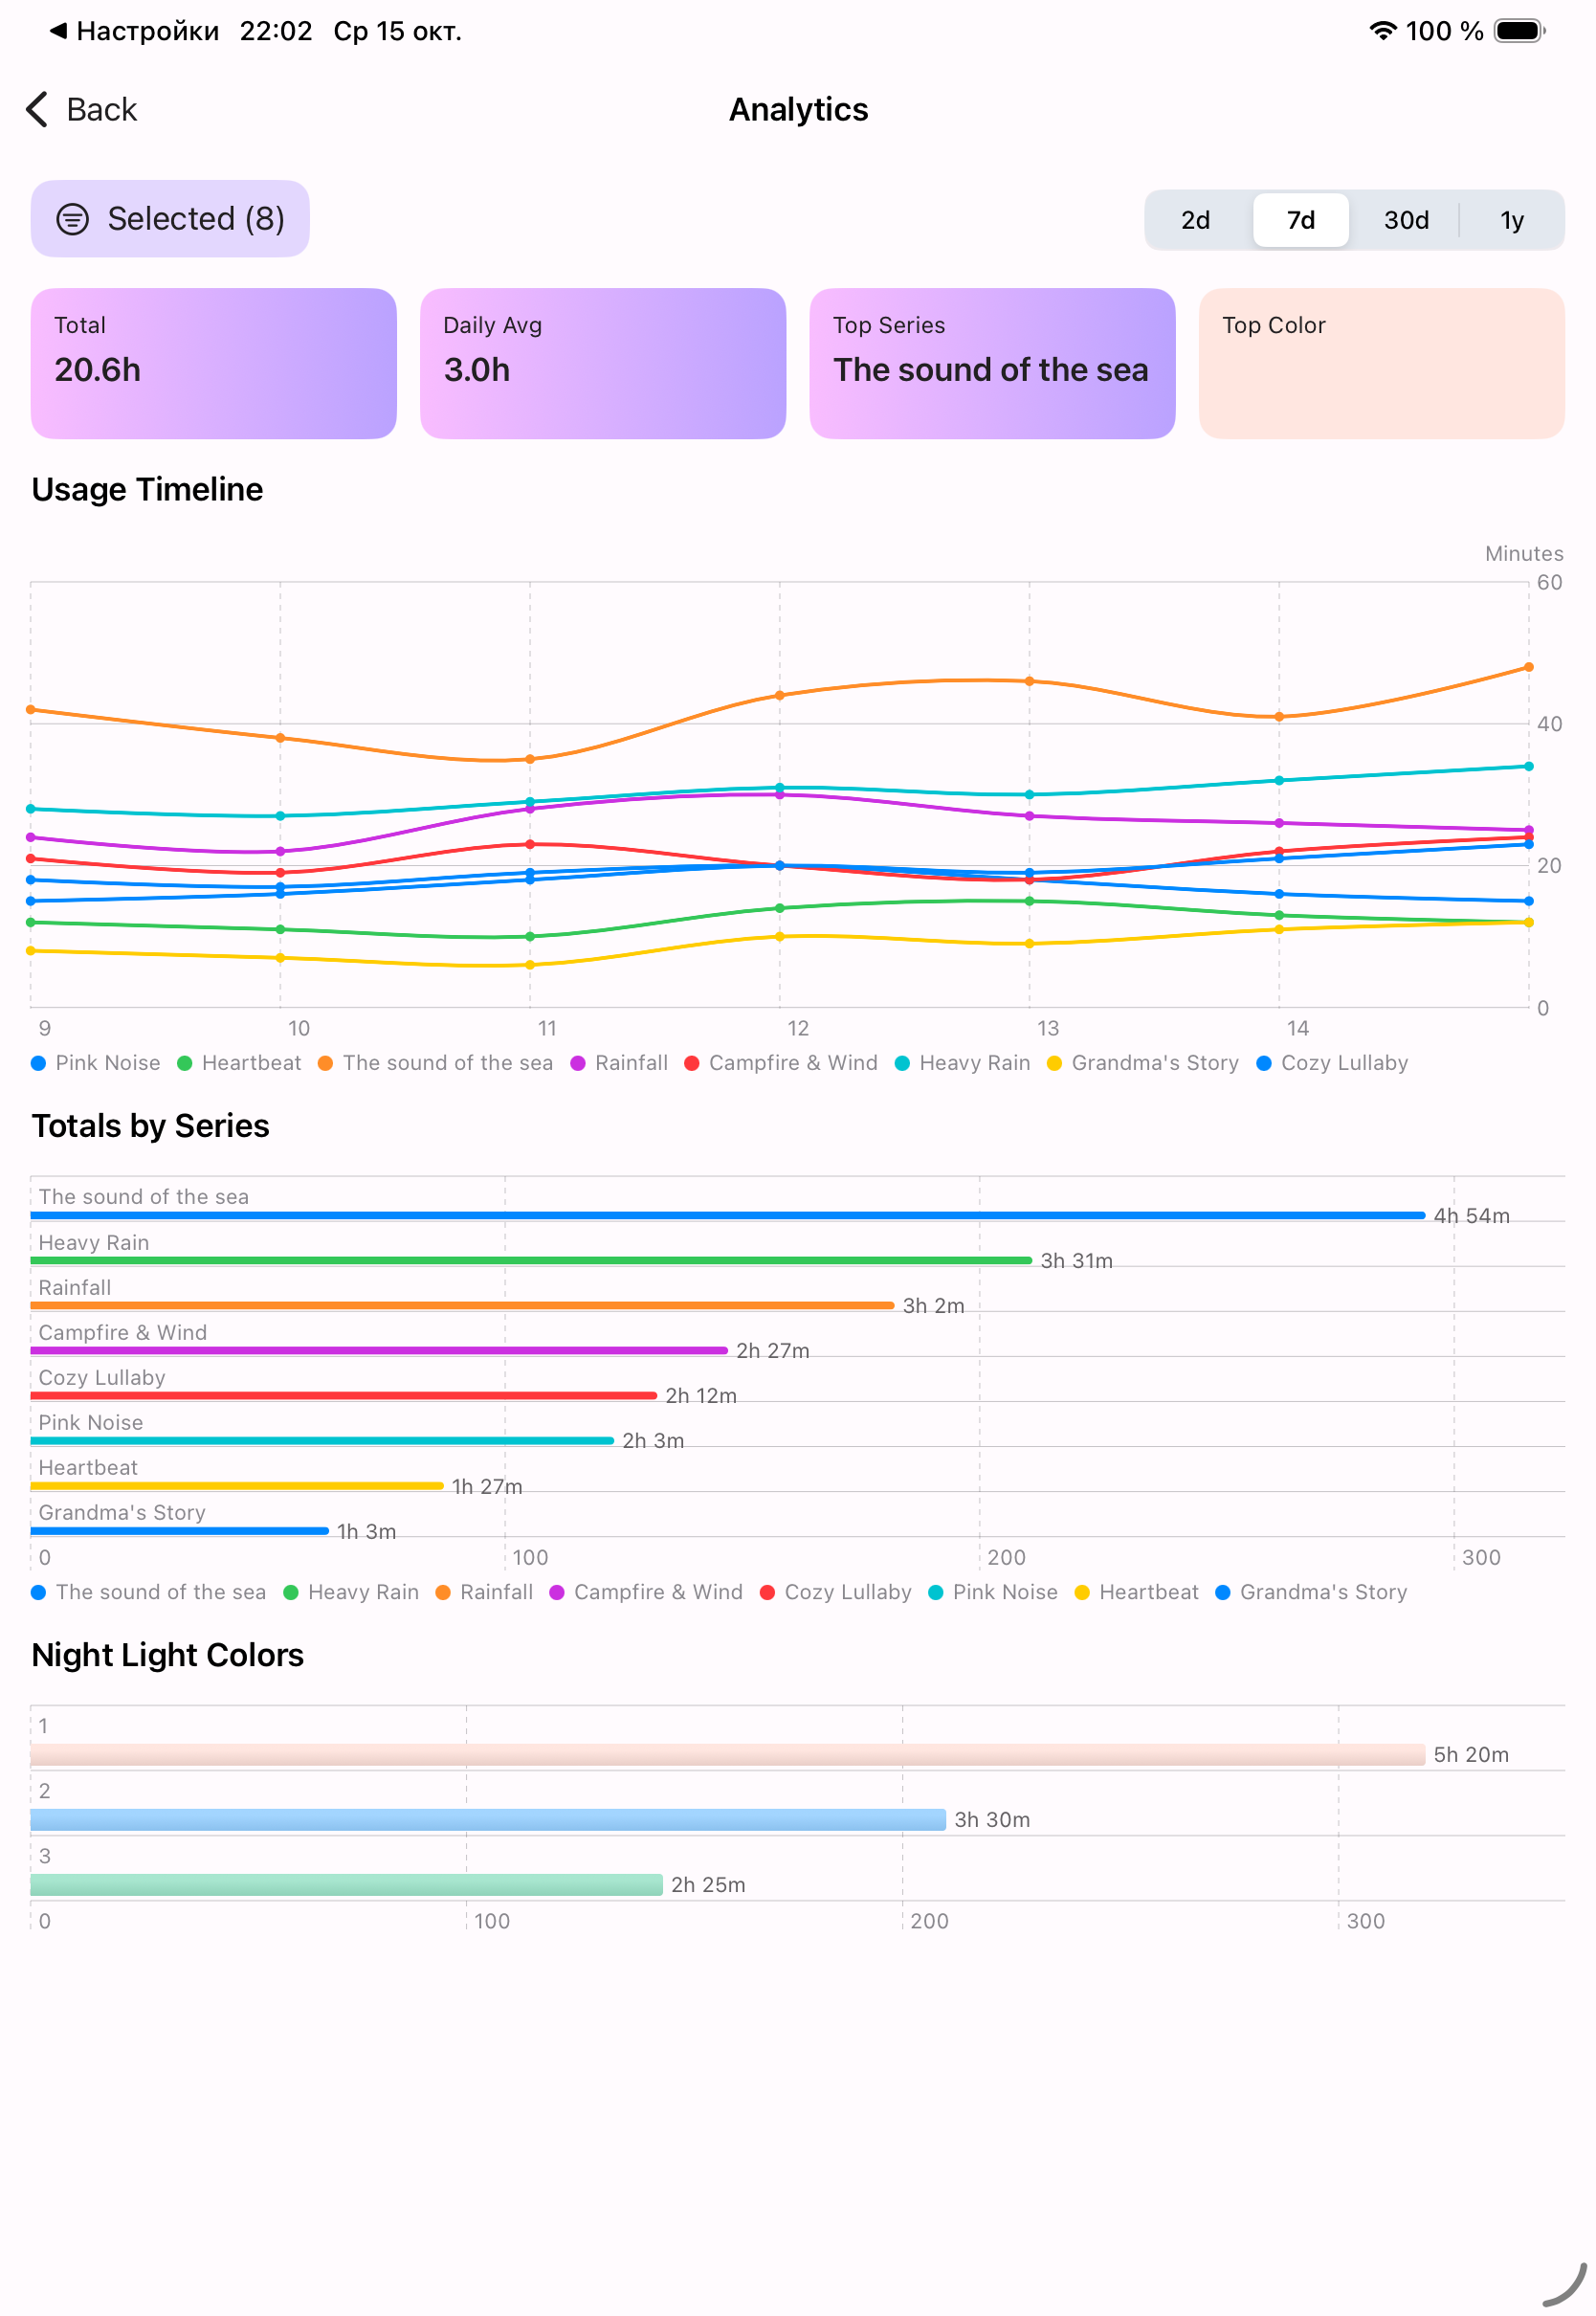 Настройки 22:02 Ср 15 окт. 100 %
Back
Analytics
Selected (8)
2d 7d 30d 1y
Total
20.6h
Daily Avg
3.0h
Top Series
The sound of the sea
Top Color
Usage Timeline
Minutes
60
40
20
0
9 10 11 12 13 14
Pink Noise Heartbeat The sound of the sea Rainfall Campfire & Wind Heavy Rain Grandma's Story Cozy Lullaby
Totals by Series
The sound of the sea
4h 54m
Heavy Rain
3h 31m
Rainfall
3h 2m
Campfire & Wind
2h 27m
Cozy Lullaby
2h 12m
Pink Noise
2h 3m
Heartbeat
1h 27m
Grandma's Story
1h 3m
0 100 200 300
The sound of the sea Heavy Rain Rainfall Campfire & Wind Cozy Lullaby Pink Noise Heartbeat Grandma's Story
Night Light Colors
1
5h 20m
2
3h 30m
3
2h 25m
0 100 200 300